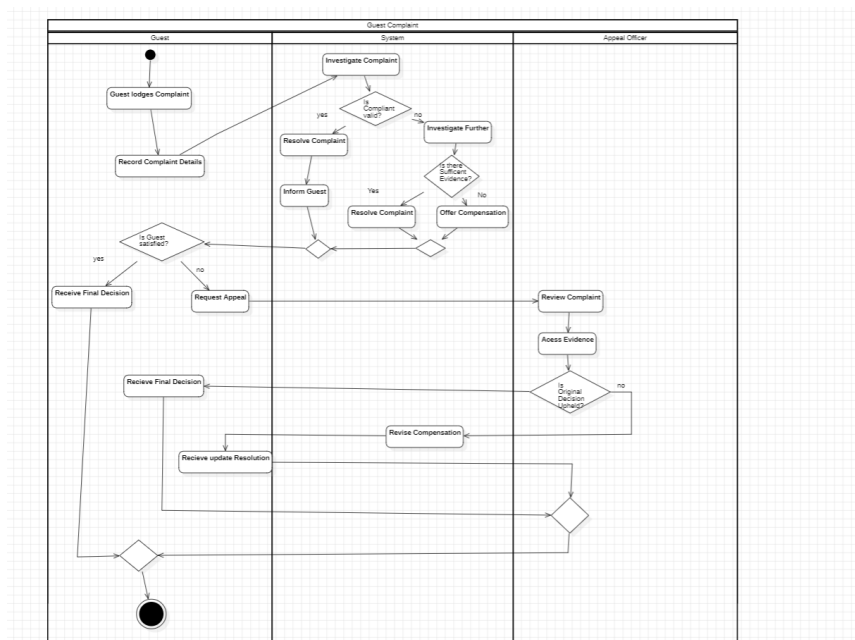 Guest Complaint
Guest
System
Appeal Officer
Investigate Complaint
Guest lodges Complaint
Is
Compliant
valid?
yes
no
Investigate Further
Resolve Complaint
Record Complaint Details
Is there
Sufficent
Evidence?
Inform Guest
Yes
No
Resolve Complaint
Offer Compensation
Is Guest
satisfied?
yes
no
Receive Final Decision
Request Appeal
Review Complaint
Acess Evidence
Recieve Final Decision
Is
Original
Decision
Upheld?
no
Revise Compensation
Recieve update Resolution